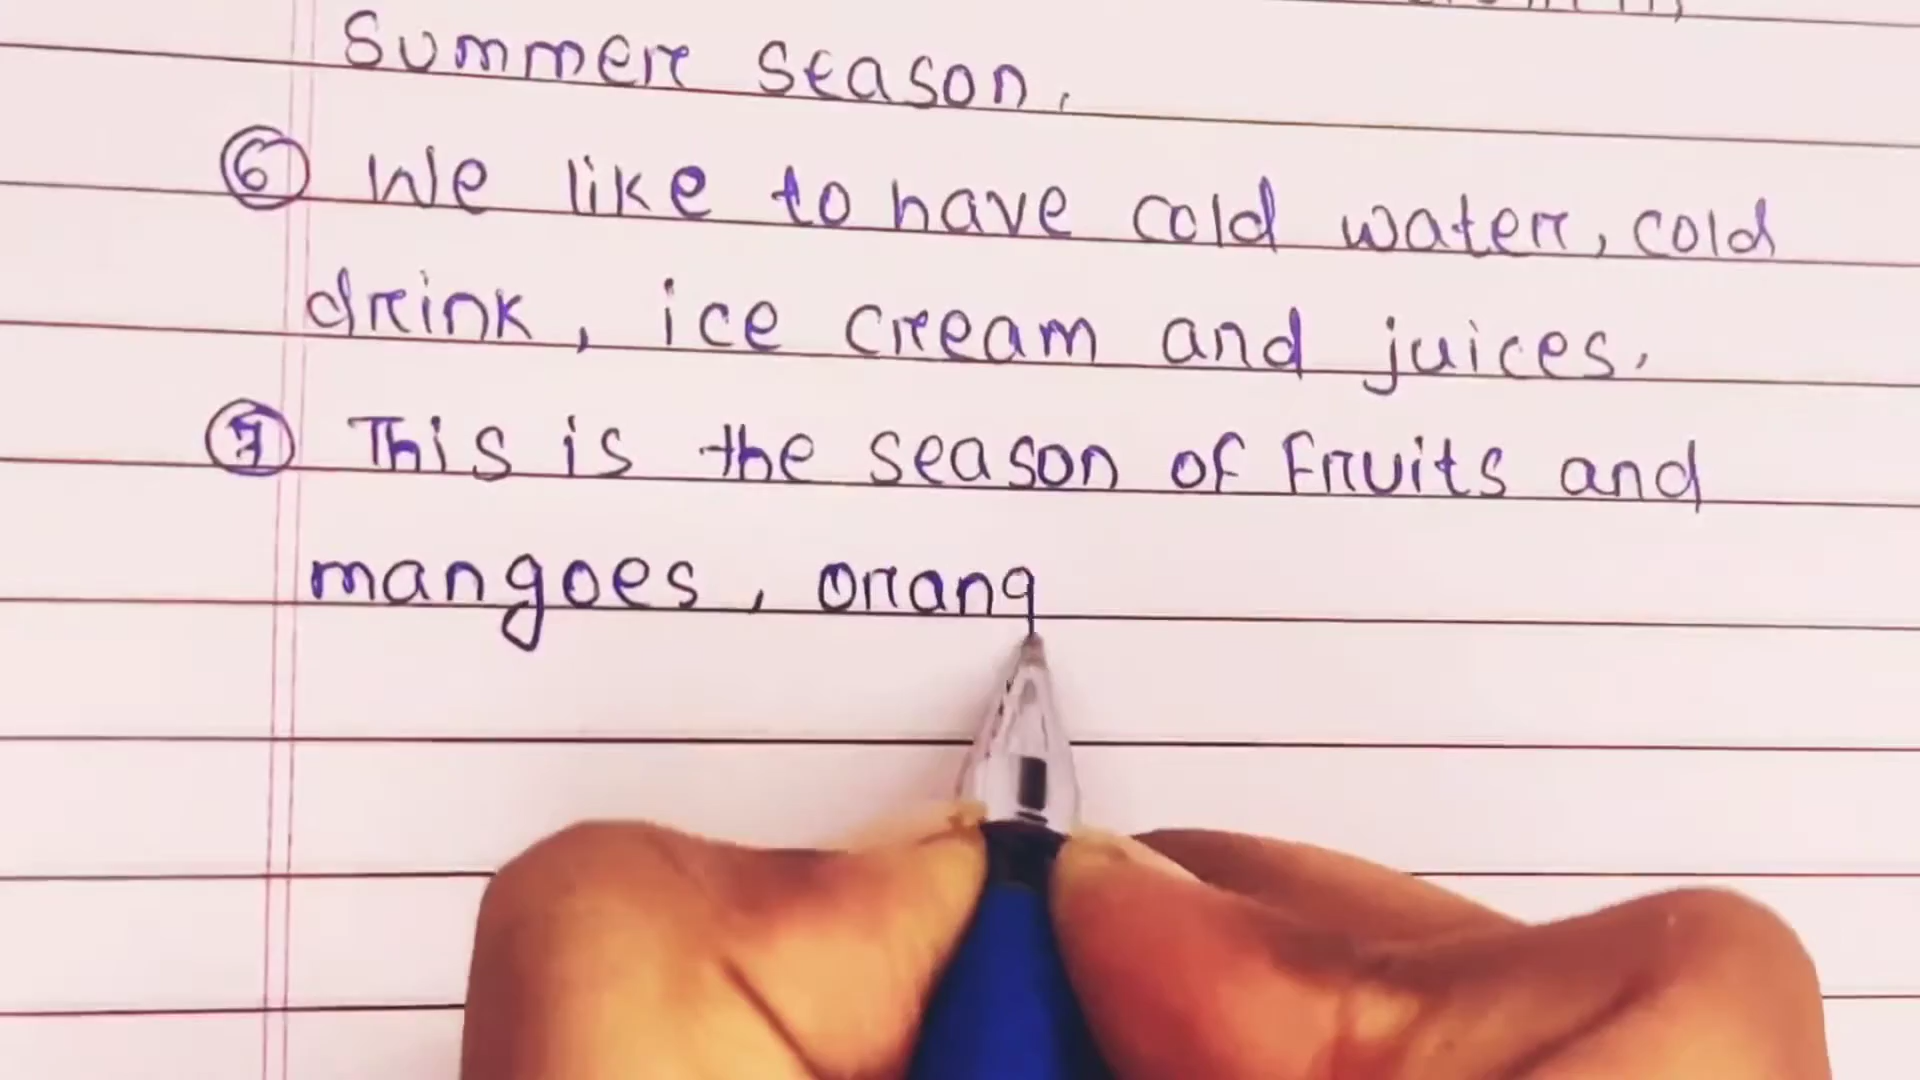 Summer season.
⑥ We like to have cold water, cold
drink, ice cream and juices.
⑦ This is the season of Fruits and
mangoes, orang